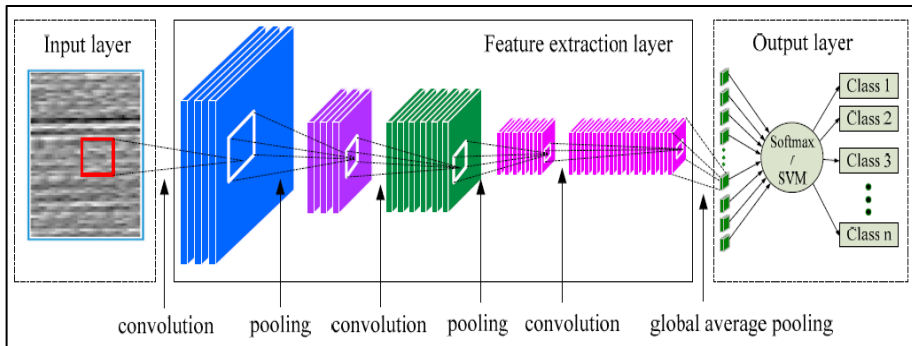 Input layer
Feature extraction layer
Output layer
Softmax
/
SVM
Class 1
Class 2
Class 3
Class n
convolution
pooling
convolution
pooling
convolution
global average pooling